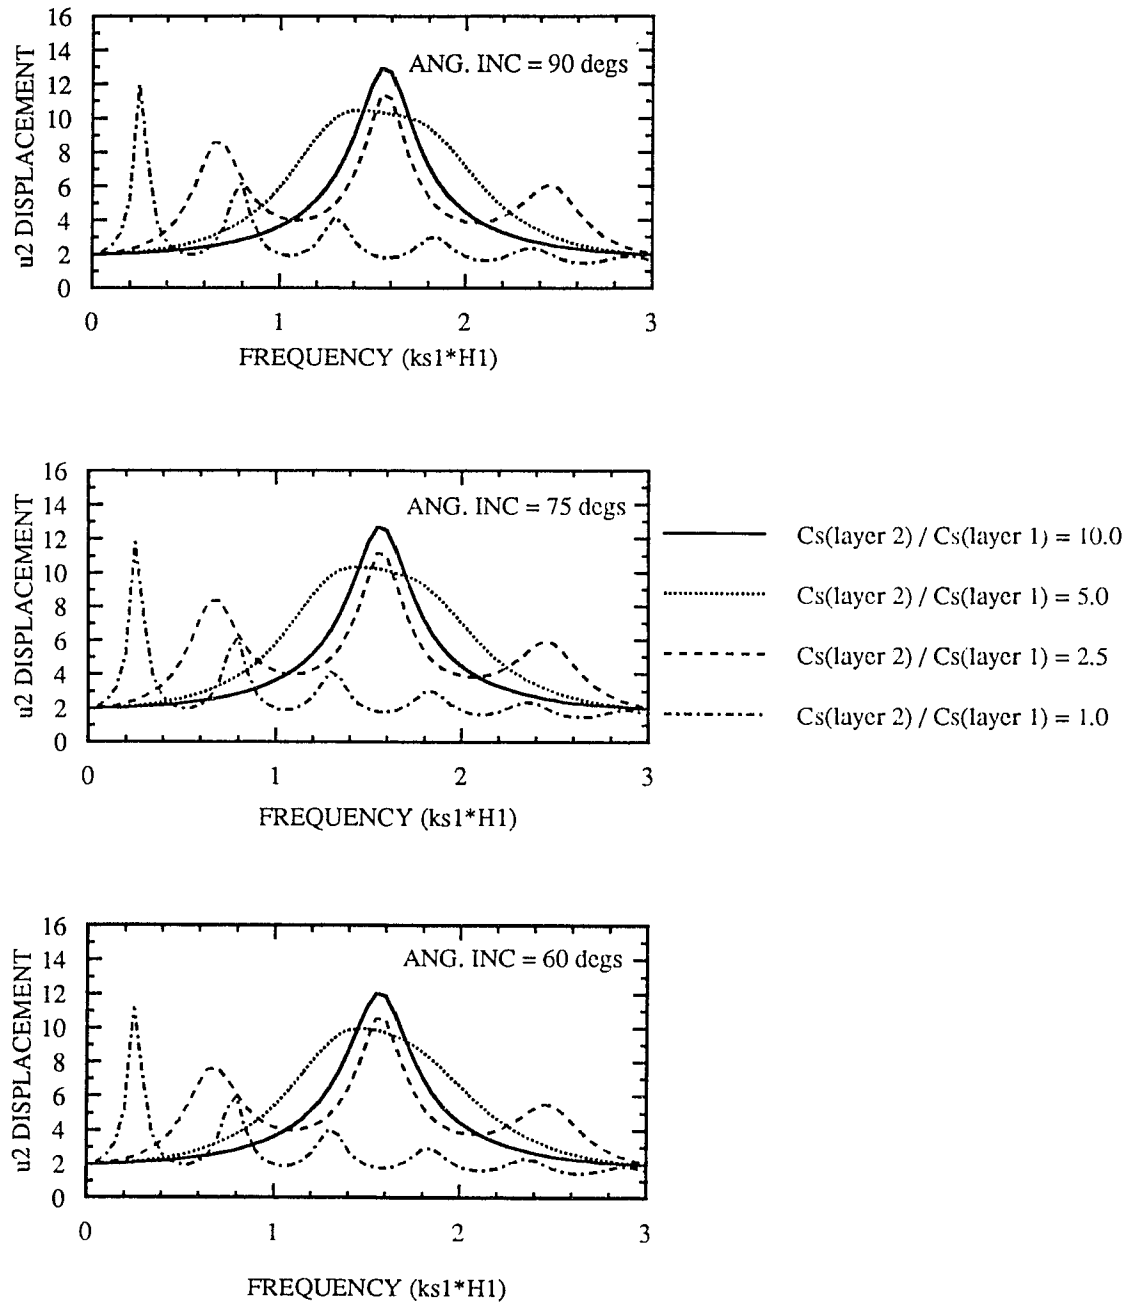 16
14
12
10
8
6
4
2
0
u2 DISPLACEMENT
ANG. INC = 90 degs
0 1 2 3
FREQUENCY (ks1*H1)
16
14
12
10
8
6
4
2
0
u2 DISPLACEMENT
ANG. INC = 75 degs
0 1 2 3
FREQUENCY (ks1*H1)
Cs(layer 2) / Cs(layer 1) = 10.0
Cs(layer 2) / Cs(layer 1) = 5.0
Cs(layer 2) / Cs(layer 1) = 2.5
Cs(layer 2) / Cs(layer 1) = 1.0
16
14
12
10
8
6
4
2
0
u2 DISPLACEMENT
ANG. INC = 60 degs
0 1 2 3
FREQUENCY (ks1*H1)